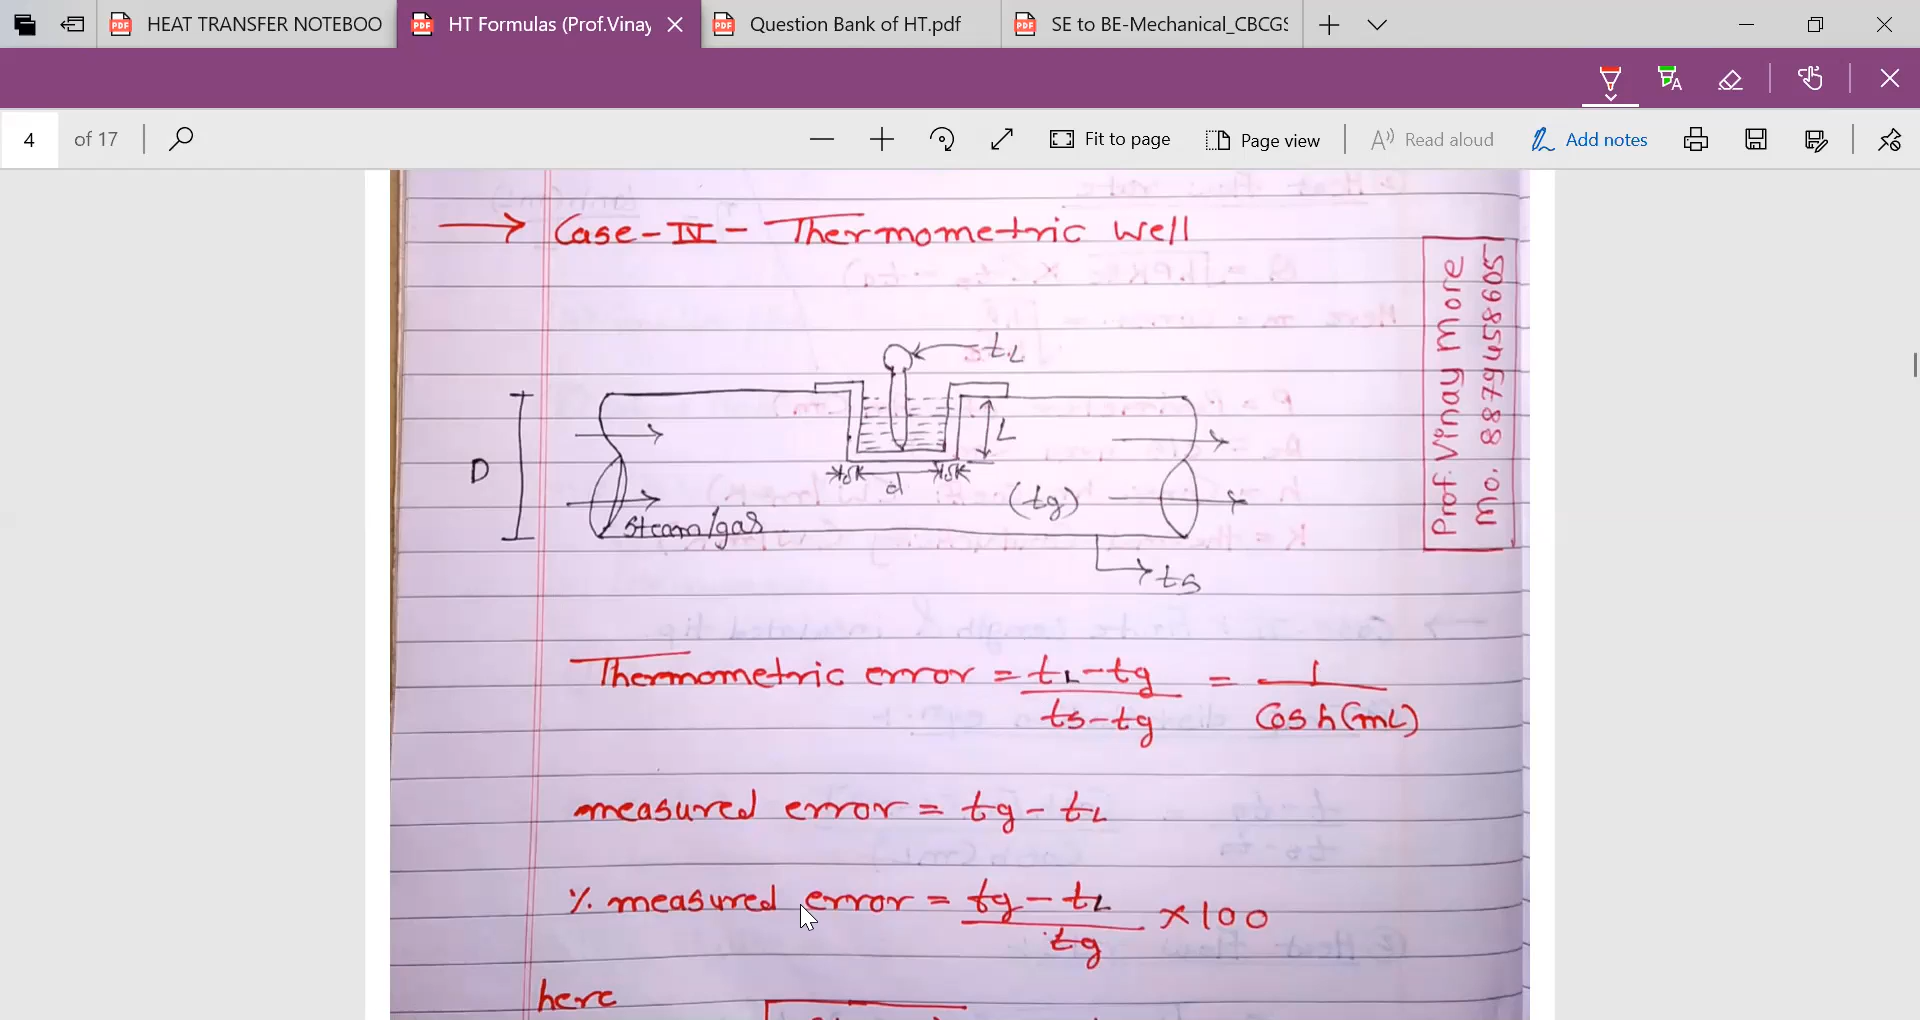 HEAT TRANSFER NOTEBOO
HT Formulas (Prof.Vinay
Question Bank of HT.pdf
SE to BE-Mechanical_CBCGS
4 of 17
Fit to page
Page view
Read aloud
Add notes
→ Case-IV- Thermometric well
Prof. Vinay More
Mo. 8879458605
tL
D
L
δ d δ
(tg)
Steam/gas
ts
Thermometric error = tL-tg / ts-tg = 1 / Cosh(mL)
measured error = tg - tL
% measured error = tg - tL / tg × 100
here